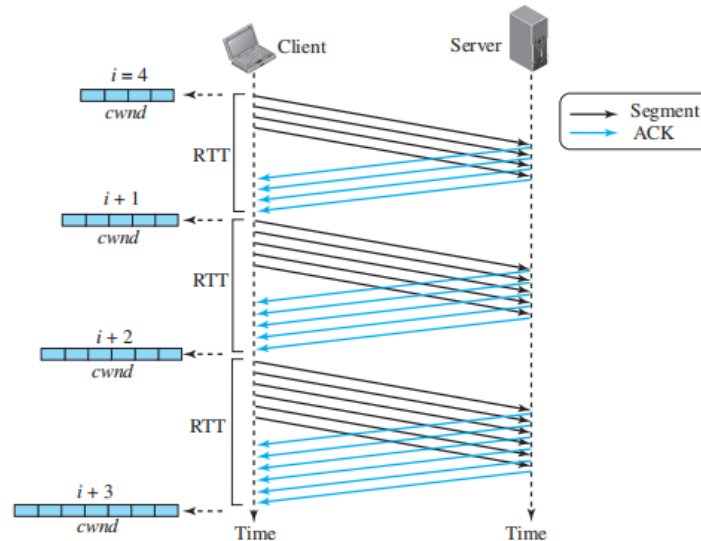 Client
Server
i = 4
cwnd
Segment
ACK
RTT
i + 1
cwnd
RTT
i + 2
cwnd
RTT
i + 3
cwnd
Time
Time